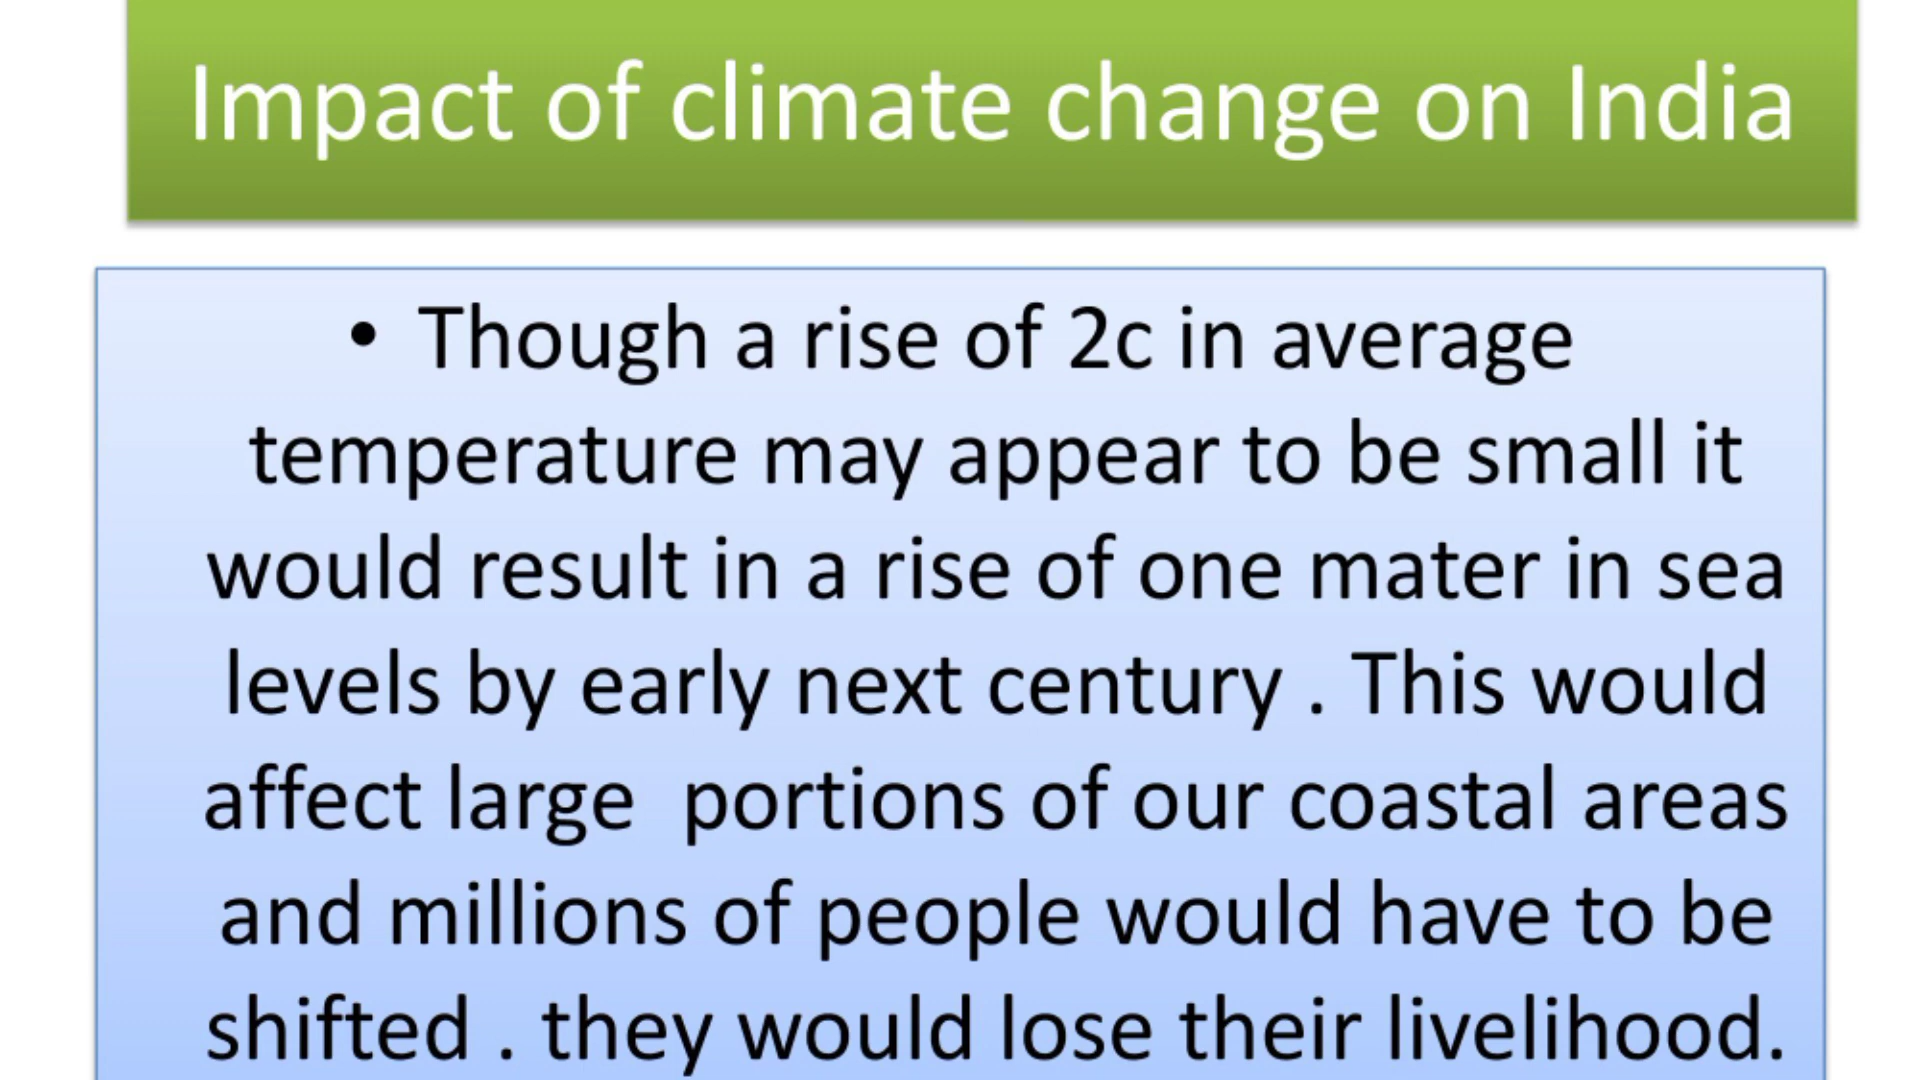 Impact of climate change on India
• Though a rise of 2c in average
temperature may appear to be small it
would result in a rise of one mater in sea
levels by early next century . This would
affect large  portions of our coastal areas
and millions of people would have to be
shifted . they would lose their livelihood.